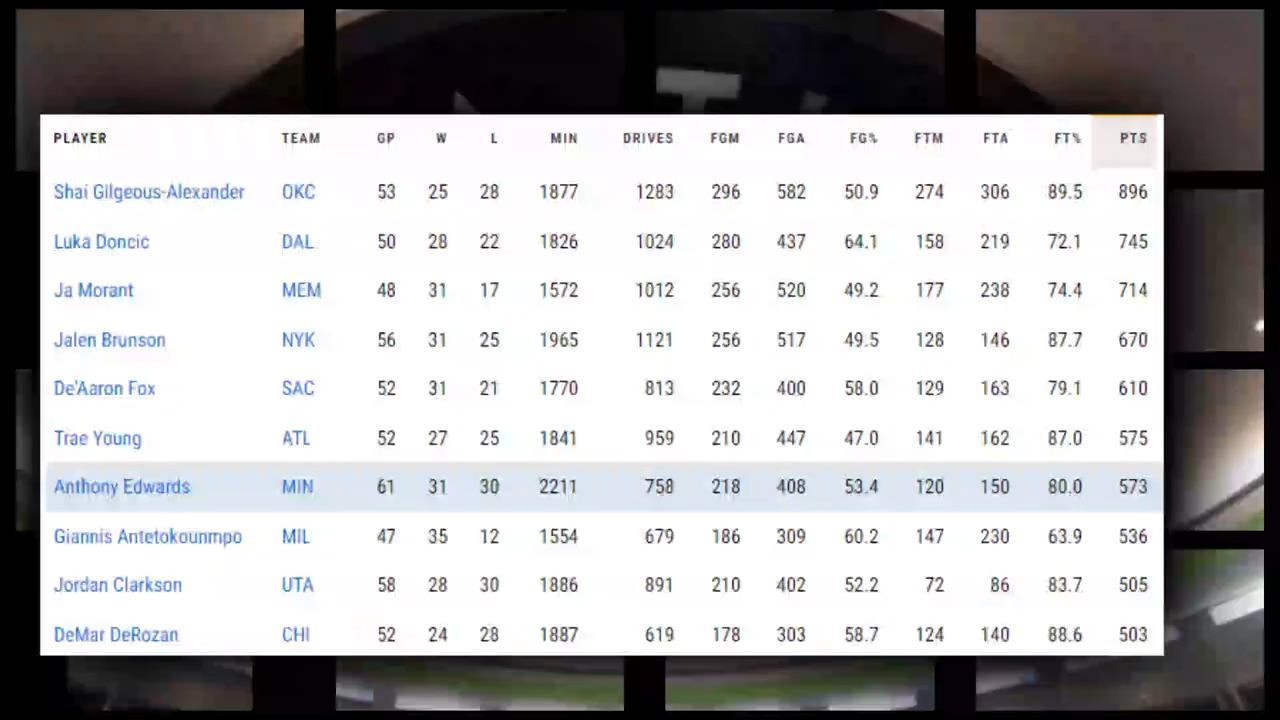 PLAYER TEAM GP W L MIN DRIVES FGM FGA FG% FTM FTA FT% PTS
Shai Gilgeous-Alexander OKC 53 25 28 1877 1283 296 582 50.9 274 306 89.5 896
Luka Doncic DAL 50 28 22 1826 1024 280 437 64.1 158 219 72.1 745
Ja Morant MEM 48 31 17 1572 1012 256 520 49.2 177 238 74.4 714
Jalen Brunson NYK 56 31 25 1965 1121 256 517 49.5 128 146 87.7 670
De'Aaron Fox SAC 52 31 21 1770 813 232 400 58.0 129 163 79.1 610
Trae Young ATL 52 27 25 1841 959 210 447 47.0 141 162 87.0 575
Anthony Edwards MIN 61 31 30 2211 758 218 408 53.4 120 150 80.0 573
Giannis Antetokounmpo MIL 47 35 12 1554 679 186 309 60.2 147 230 63.9 536
Jordan Clarkson UTA 58 28 30 1886 891 210 402 52.2 72 86 83.7 505
DeMar DeRozan CHI 52 24 28 1887 619 178 303 58.7 124 140 88.6 503